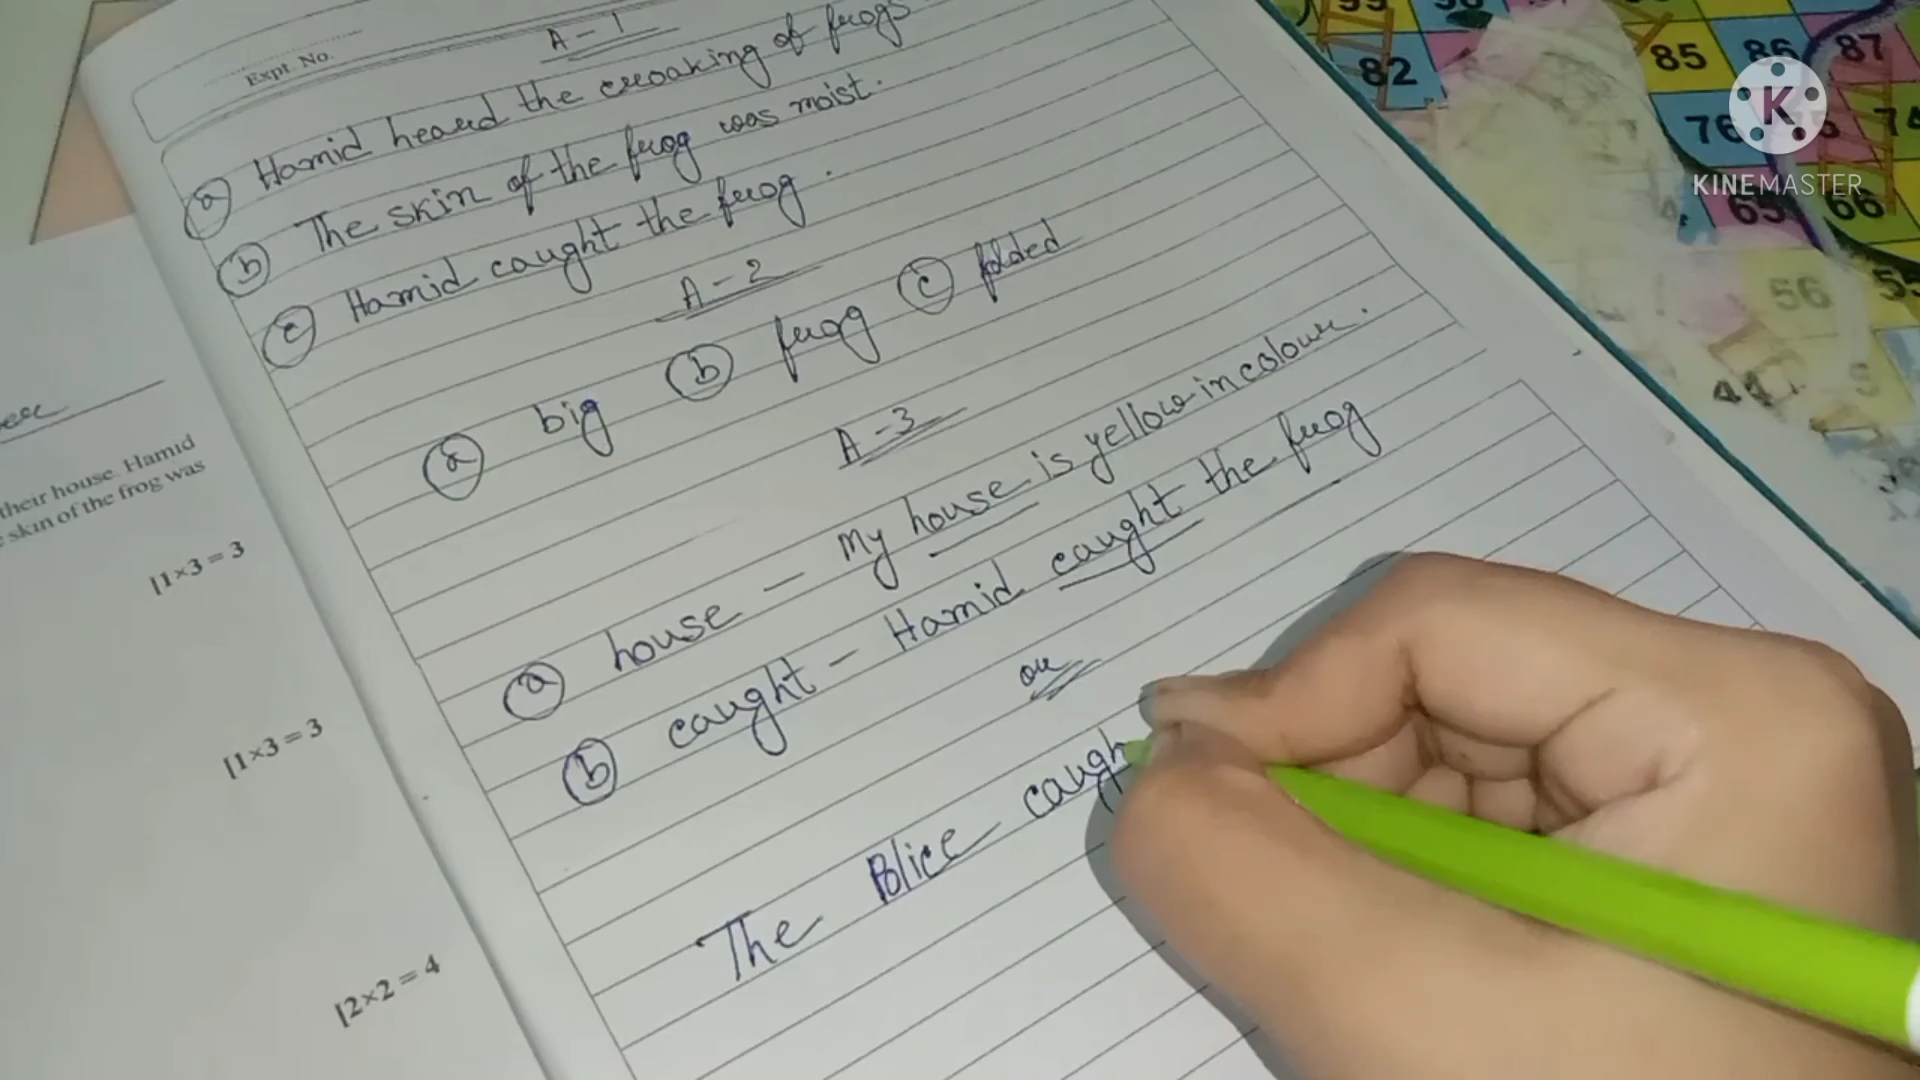 Expt. No.
A - 1
a Hamid heard the croaking of frogs
b The skin of the frog was moist.
c Hamid caught the frog.
A - 2
a big b frog c folded
A - 3
a house - My house is yellow in colour.
b caught - Hamid caught the frog
or
The Police caugh
their house. Hamid
skin of the frog was
[1×3 = 3
[1×3 = 3
[2×2 = 4
85 86 87
82
76 74
65 66
56 55
KINEMASTER